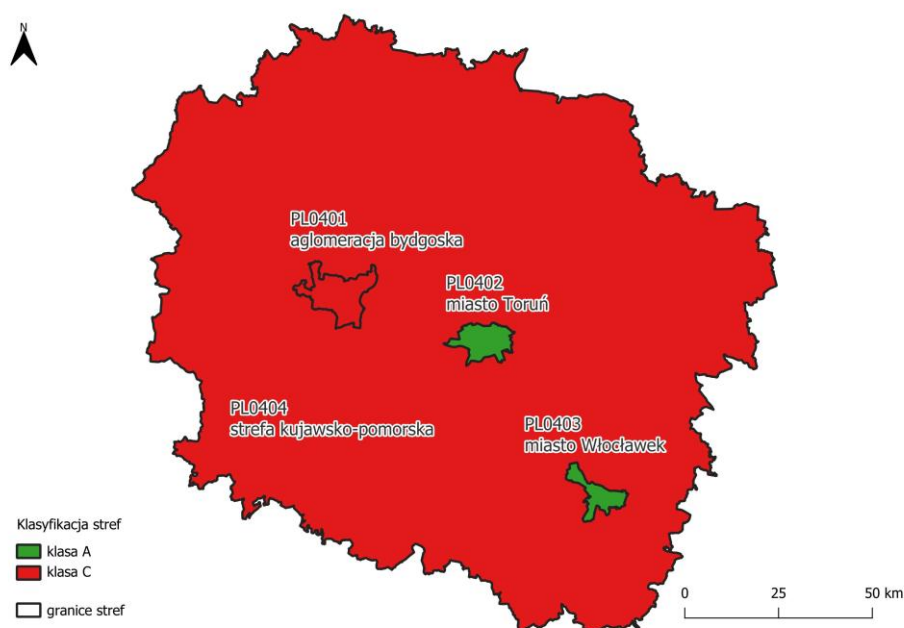 N
PL0401
aglomeracja bydgoska
PL0402
miasto Toruń
PL0404
strefa kujawsko-pomorska
PL0403
miasto Włocławek
Klasyfikacja stref
klasa A
klasa C
granice stref
0 25 50 km